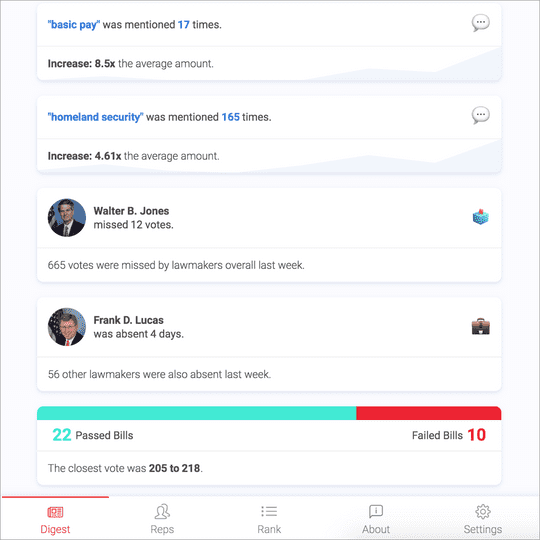 "basic pay" was mentioned 17 times.
Increase: 8.5x the average amount.
"homeland security" was mentioned 165 times.
Increase: 4.61x the average amount.
Walter B. Jones
missed 12 votes.
665 votes were missed by lawmakers overall last week.
Frank D. Lucas
was absent 4 days.
56 other lawmakers were also absent last week.
22 Passed Bills Failed Bills 10
The closest vote was 205 to 218.
Digest Reps Rank About Settings